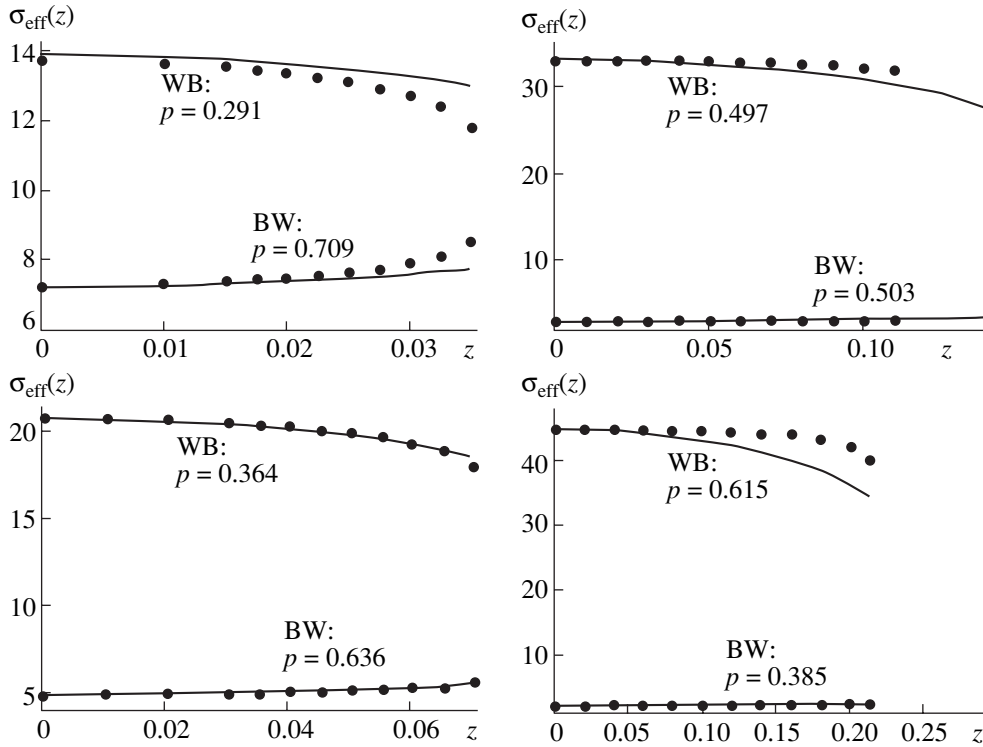 σeff(z)
14
12
10
8
6
WB:
p = 0.291
BW:
p = 0.709
0 0.01 0.02 0.03 z
σeff(z)
30
20
10
WB:
p = 0.497
BW:
p = 0.503
0 0.05 0.10 z
σeff(z)
20
15
10
5
WB:
p = 0.364
BW:
p = 0.636
0 0.02 0.04 0.06 z
σeff(z)
40
30
20
10
WB:
p = 0.615
BW:
p = 0.385
0 0.05 0.10 0.15 0.20 0.25 z